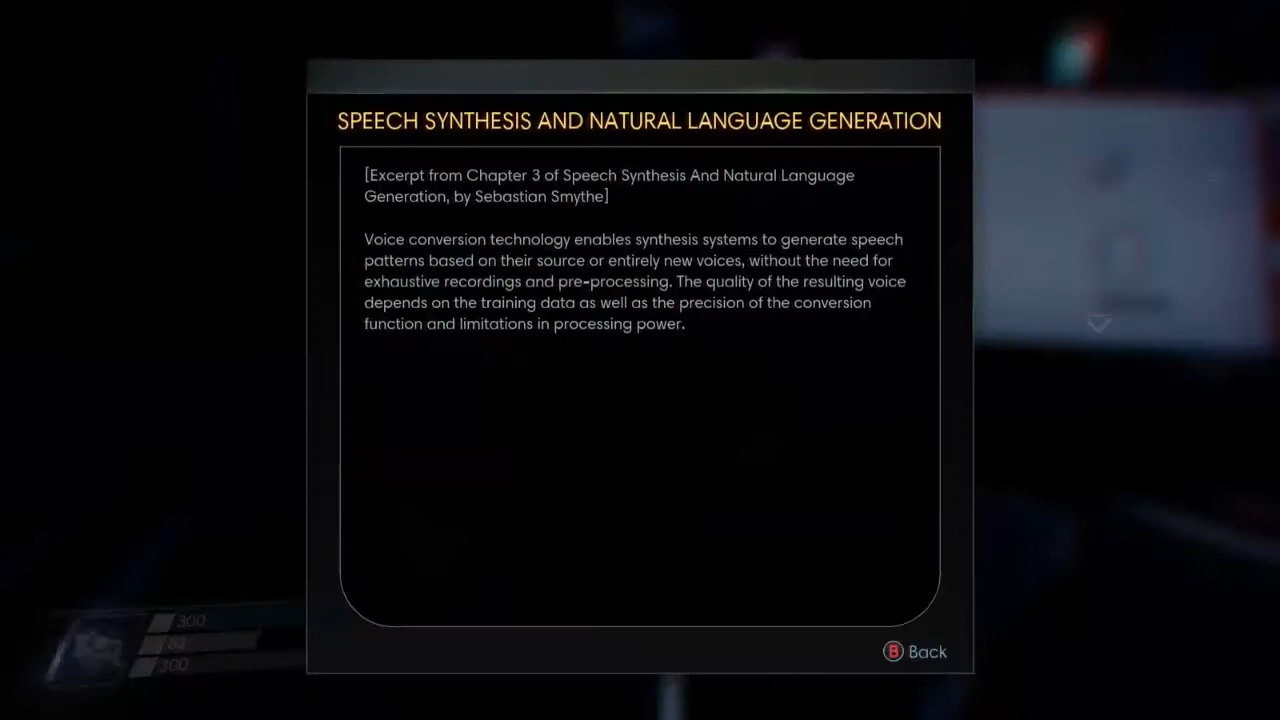 SPEECH SYNTHESIS AND NATURAL LANGUAGE GENERATION
[Excerpt from Chapter 3 of Speech Synthesis And Natural Language
Generation, by Sebastian Smythe]
Voice conversion technology enables synthesis systems to generate speech
patterns based on their source or entirely new voices, without the need for
exhaustive recordings and pre-processing. The quality of the resulting voice
depends on the training data as well as the precision of the conversion
function and limitations in processing power.
B Back
300
300